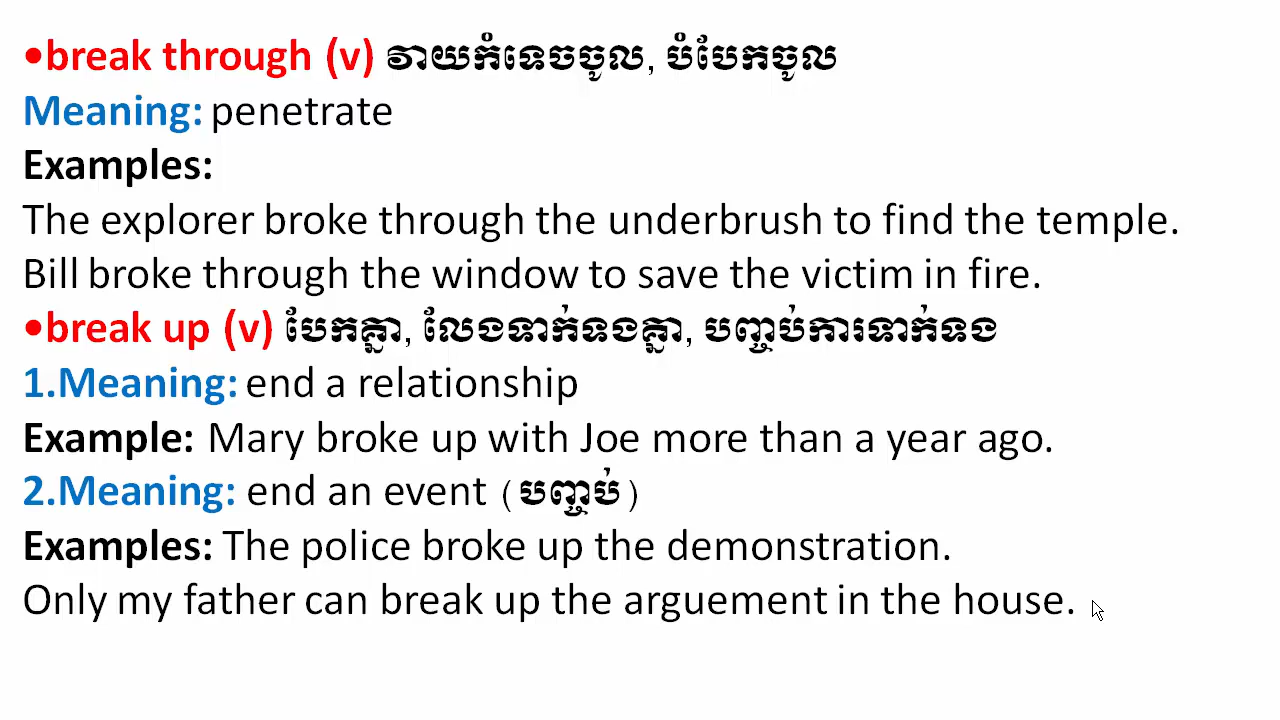 •break through (v) វាយកំទេចចូល, បំបែកចូល
Meaning: penetrate
Examples:
The explorer broke through the underbrush to find the temple.
Bill broke through the window to save the victim in fire.
•break up (v) បែកគ្នា, លែងទាក់ទងគ្នា, បញ្ចប់ការទាក់ទង
1.Meaning: end a relationship
Example: Mary broke up with Joe more than a year ago.
2.Meaning: end an event (បញ្ចប់)
Examples: The police broke up the demonstration.
Only my father can break up the arguement in the house.